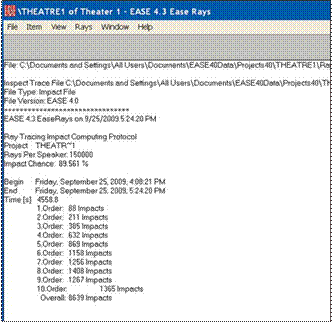 \THEATRE1 of Theater 1 - EASE 4.3 Ease Rays
File Item View Rays Window Help
File: C:\Documents and Settings\All Users\Documents\EASE40Data\Projects40\THEATRE1\Ra
Inspect Trace File C:\Documents and Settings\All Users\Documents\EASE40Data\Projects40\TH
File Type: Impact File
File Version: EASE 4.0
********************************
EASE 4.3 EaseRays on 9/25/2009 5:24:20 PM
Ray Tracing Impact Computing Protocol
Project THEATR~1
Rays Per Speaker: 150000
Impact Chance: 89.561 %
Begin Friday, September 25, 2009, 4:08:21 PM
End Friday, September 25, 2009, 5:24:20 PM
Time [s] 4558.8
1.Order: 88 Impacts
2.Order: 211 Impacts
3.Order: 385 Impacts
4.Order: 632 Impacts
5.Order: 869 Impacts
6.Order: 1158 Impacts
7.Order: 1256 Impacts
8.Order: 1408 Impacts
9.Order: 1267 Impacts
10.Order: 1365 Impacts
Overall: 8639 Impacts